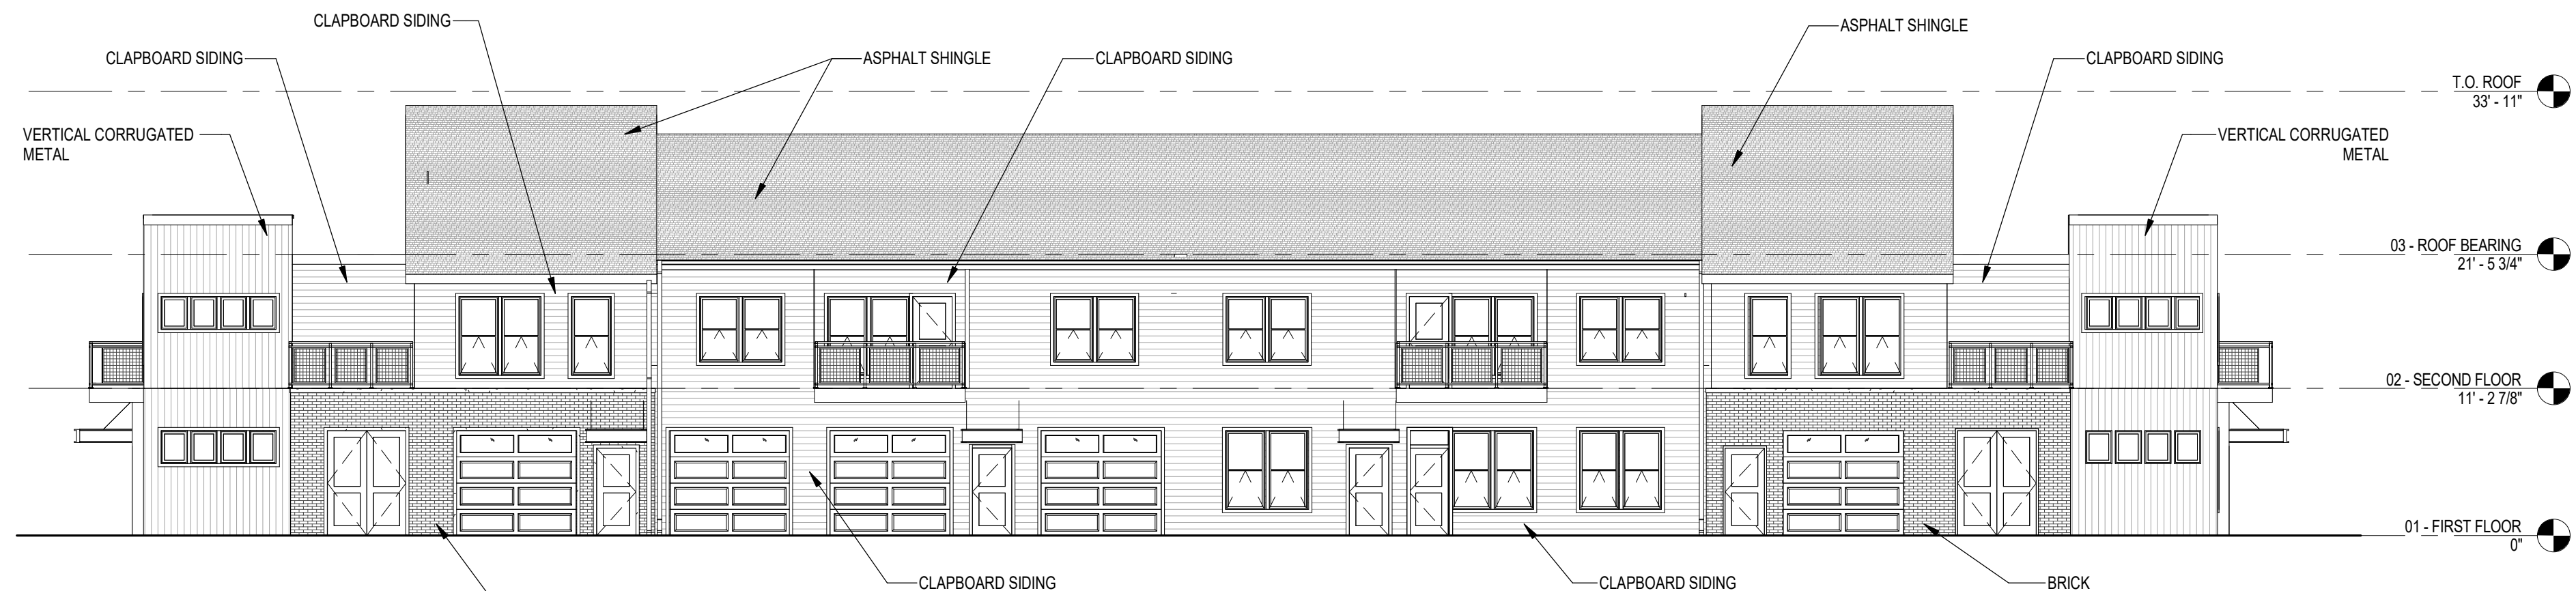 CLAPBOARD SIDING
ASPHALT SHINGLE
CLAPBOARD SIDING
ASPHALT SHINGLE
CLAPBOARD SIDING
CLAPBOARD SIDING
T.O. ROOF
33' - 11"
VERTICAL CORRUGATED
METAL
VERTICAL CORRUGATED
METAL
03 - ROOF BEARING
21' - 5 3/4"
02 - SECOND FLOOR
11' - 2 7/8"
01 - FIRST FLOOR
0"
CLAPBOARD SIDING
CLAPBOARD SIDING
BRICK